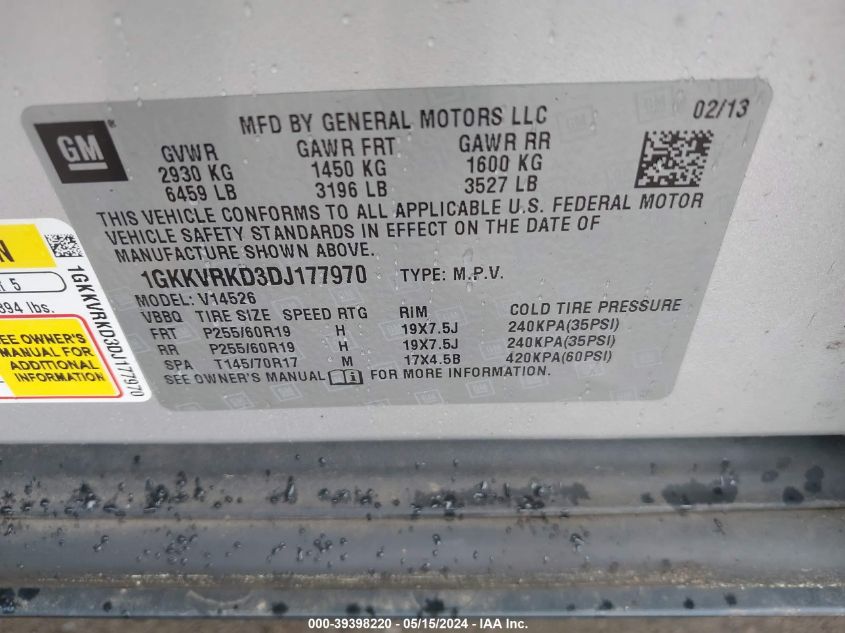 GM
MFD BY GENERAL MOTORS LLC
02/13
GVWR GAWR FRT GAWR RR
2930 KG 1450 KG 1600 KG
6459 LB 3196 LB 3527 LB
THIS VEHICLE CONFORMS TO ALL APPLICABLE U.S. FEDERAL MOTOR
VEHICLE SAFETY STANDARDS IN EFFECT ON THE DATE OF
MANUFACTURE SHOWN ABOVE.
1GKKVRKD3DJ177970 TYPE: M.P.V.
MODEL: V14526
VBBQ TIRE SIZE SPEED RTG RIM COLD TIRE PRESSURE
FRT P255/60R19 H 19X7.5J 240KPA(35PSI)
RR P255/60R19 H 19X7.5J 240KPA(35PSI)
SPA T145/70R17 M 17X4.5B 420KPA(60PSI)
SEE OWNER'S MANUAL i FOR MORE INFORMATION.
N
5
894 lbs.
SEE OWNER'S
MANUAL FOR
ADDITIONAL
INFORMATION
1GKKVRKD3DJ177970
000-39398220 - 05/15/2024 - IAA Inc.